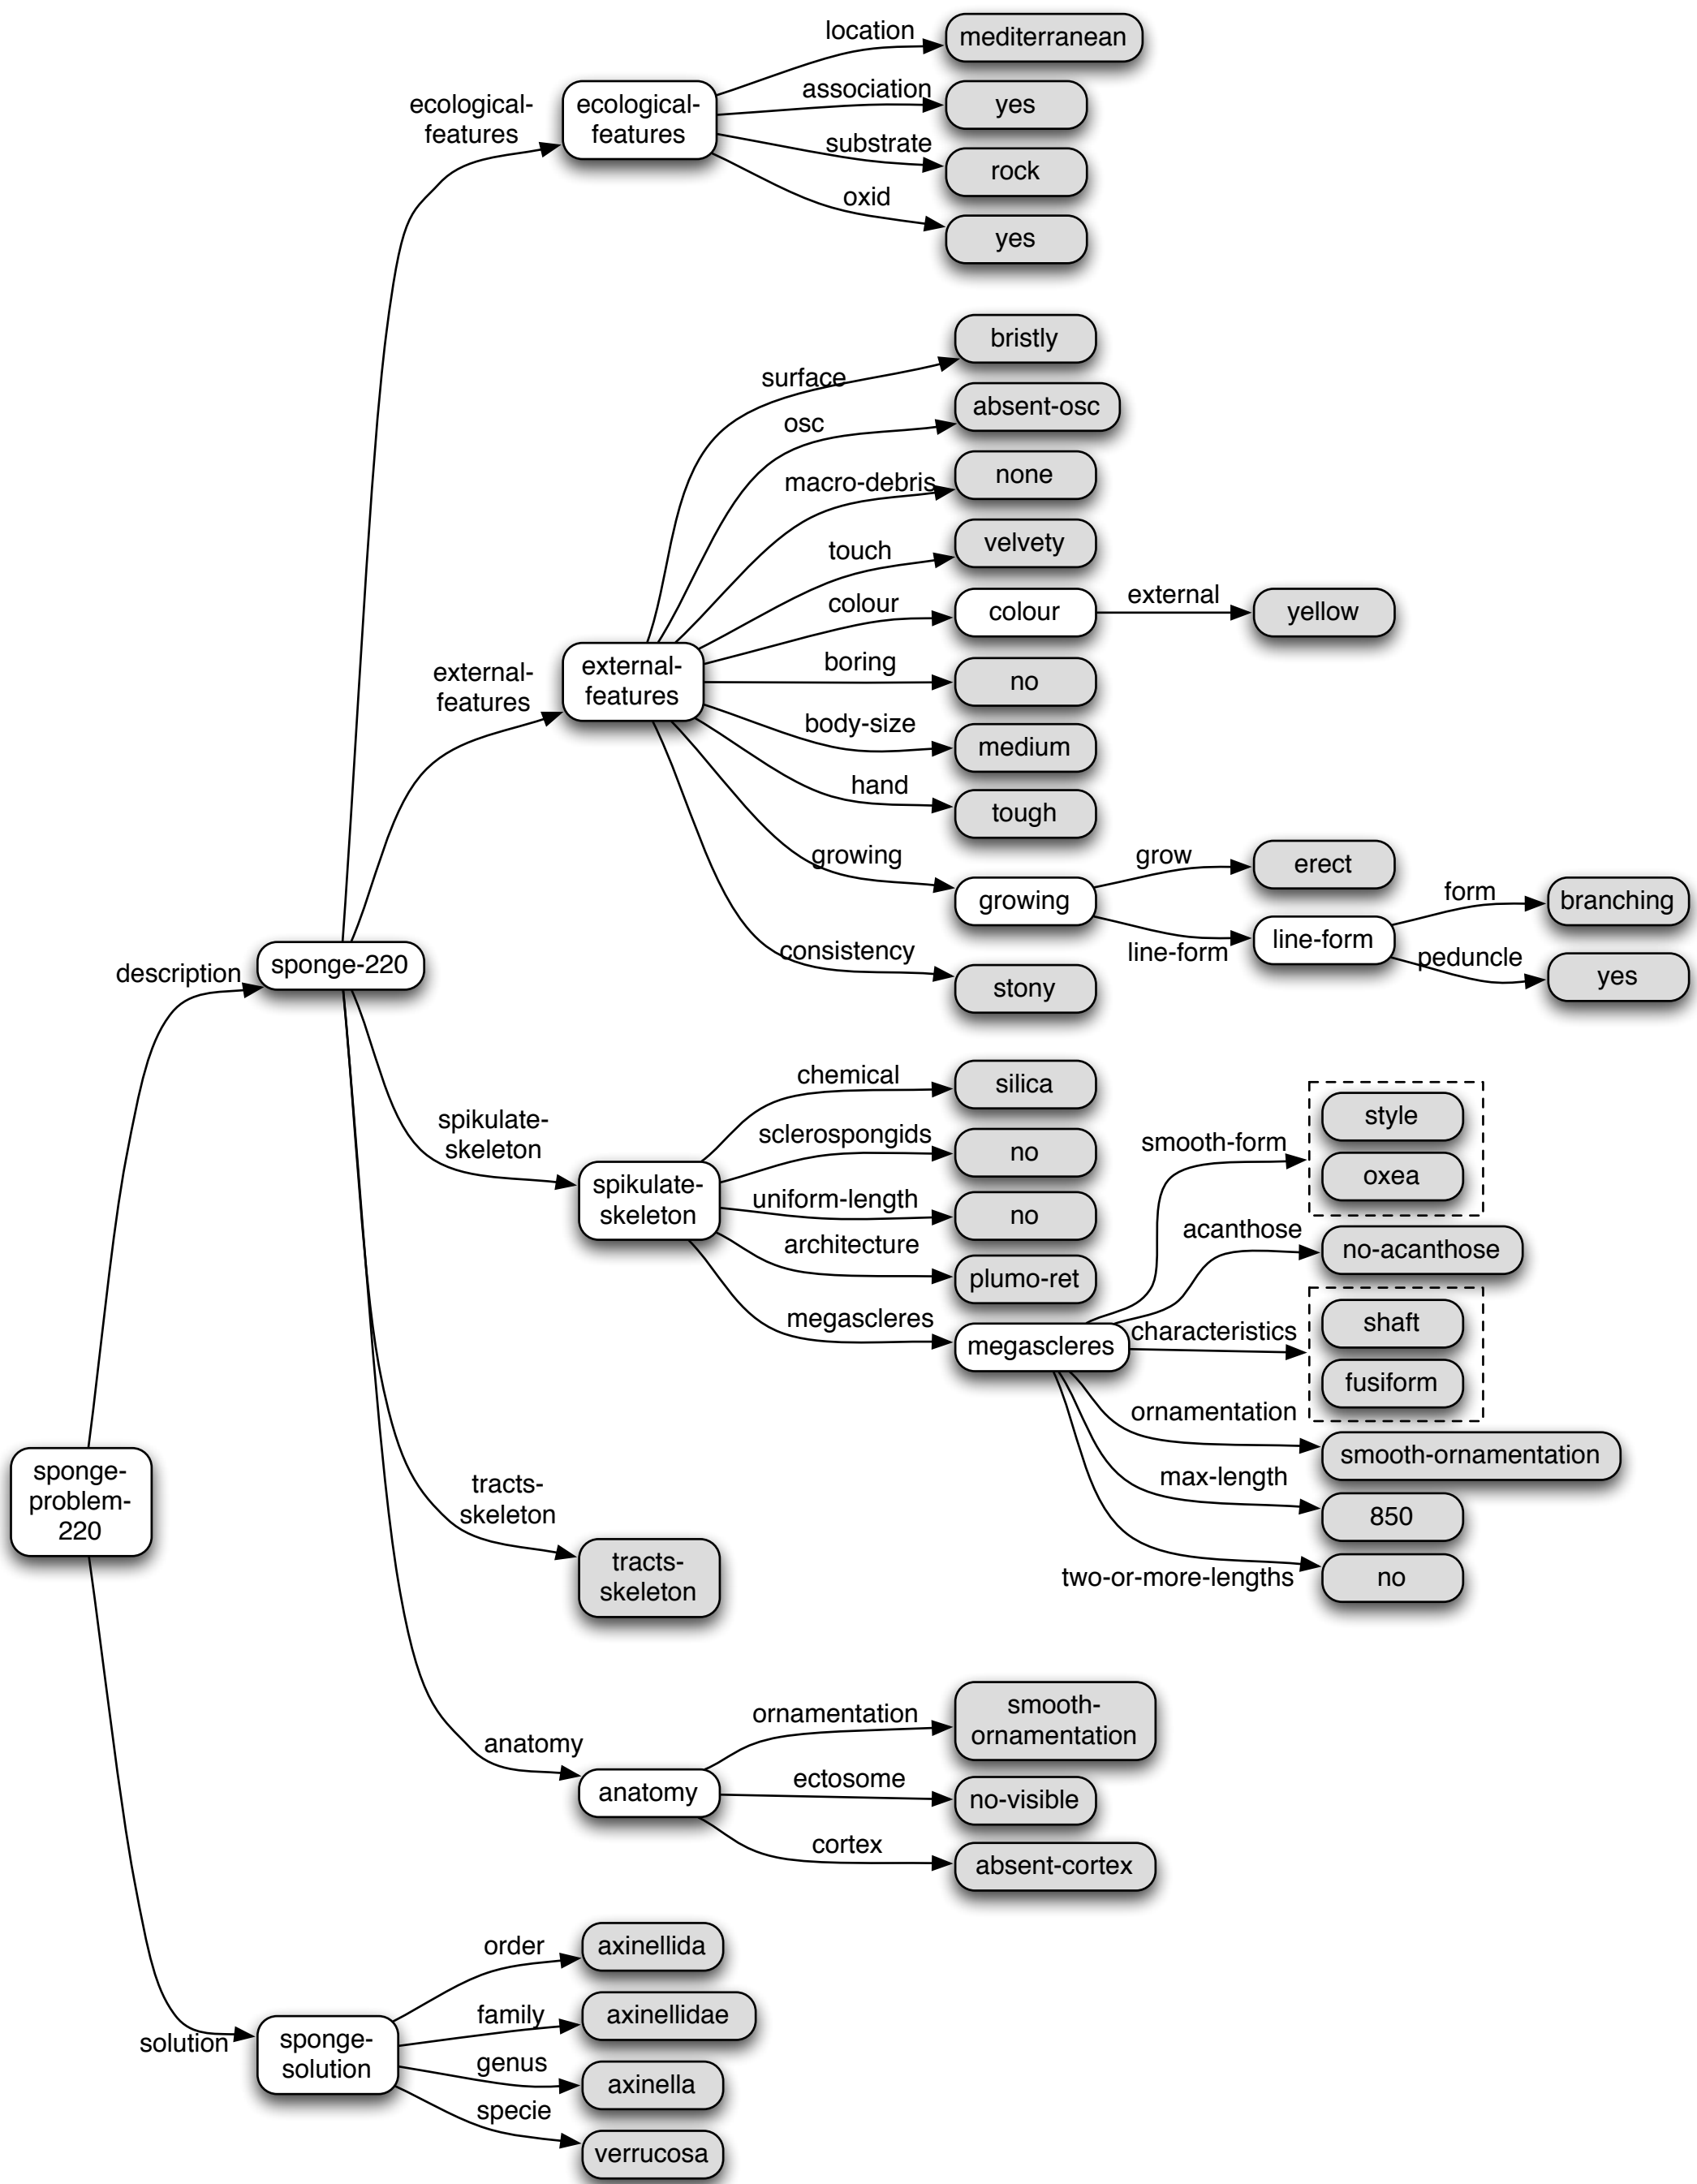 location
mediterranean
ecological-
features
ecological-
features
association
yes
substrate
rock
oxid
yes
surface
bristly
osc
absent-osc
macro-debris
none
touch
velvety
external-
features
external-
features
colour
colour
external
yellow
boring
no
body-size
medium
hand
tough
growing
growing
grow
erect
line-form
line-form
form
branching
peduncle
yes
consistency
stony
description
sponge-220
spikulate-
skeleton
spikulate-
skeleton
chemical
silica
sclerospongids
no
uniform-length
no
architecture
plumo-ret
megascleres
megascleres
smooth-form
style
oxea
acanthose
no-acanthose
characteristics
shaft
fusiform
ornamentation
smooth-ornamentation
max-length
850
two-or-more-lengths
no
sponge-
problem-
220
tracts-
skeleton
tracts-
skeleton
anatomy
anatomy
ornamentation
smooth-
ornamentation
ectosome
no-visible
cortex
absent-cortex
solution
sponge-
solution
order
axinellida
family
axinellidae
genus
axinella
specie
verrucosa